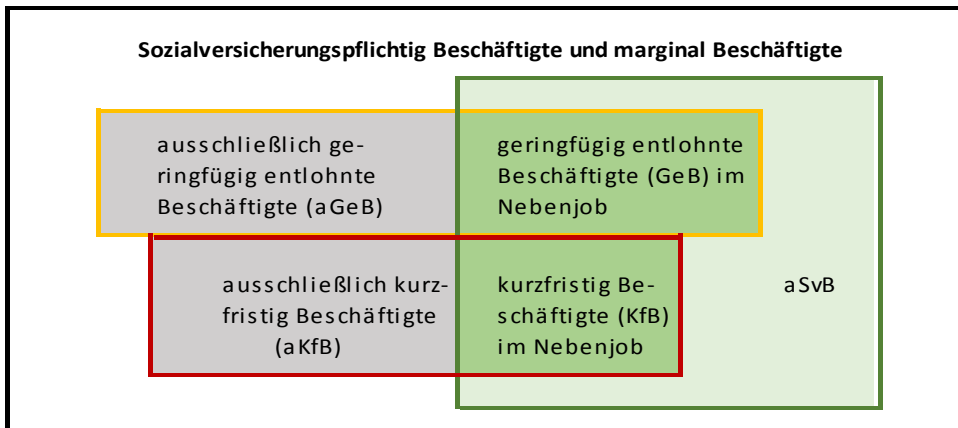 Sozialversicherungspflichtig Beschäftigte und marginal Beschäftigte
ausschließlich ge-
ringfügig entlohnte
Beschäftigte (aGeB)
geringfügig entlohnte
Beschäftigte (GeB) im
Nebenjob
ausschließlich kurz-
fristig Beschäftigte
(aKfB)
kurzfristig Be-
schäftigte (KfB)
im Nebenjob
aSvB